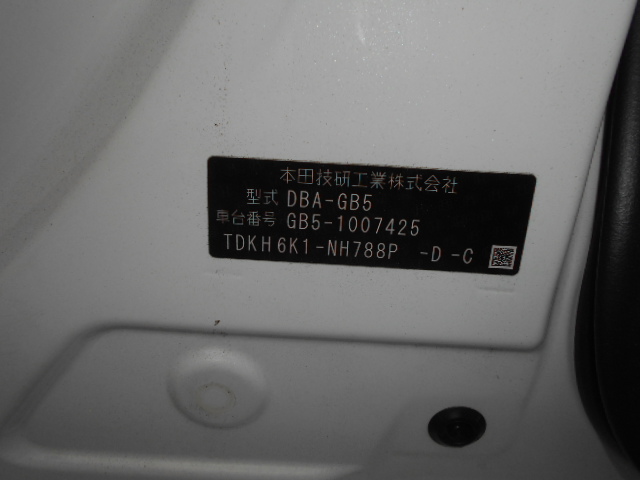 本田技研工業株式会社
型式 DBA-GB5
車台番号 GB5-1007425
TDKH6K1-NH788P -D-C